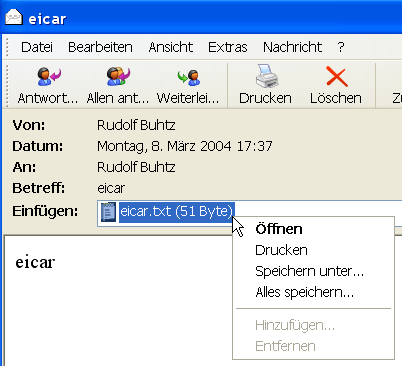 eicar
Datei Bearbeiten Ansicht Extras Nachricht ?
Antwort... Allen ant... Weiterlei... Drucken Löschen
Von: Rudolf Buhtz
Datum: Montag, 8. März 2004 17:37
An: Rudolf Buhtz
Betreff: eicar
Einfügen: eicar.txt (51 Byte)
Öffnen
Drucken
Speichern unter...
Alles speichern...
Hinzufügen...
Entfernen
eicar